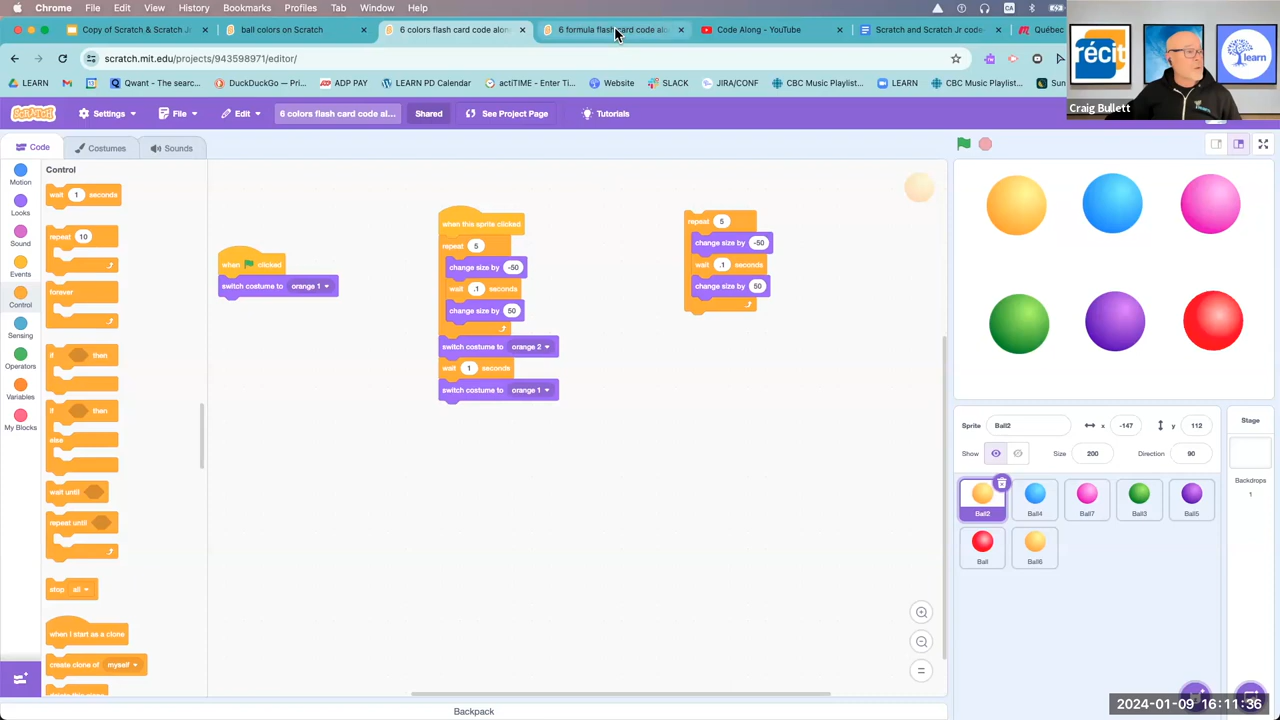 Chrome File Edit View History Bookmarks Profiles Tab Window Help
Copy of Scratch & Scratch Jr
ball colors on Scratch
6 colors flash card code alon
6 formula flash card code alo
Code Along - YouTube
Scratch and Scratch Jr code
Québec
scratch.mit.edu/projects/943598971/editor/
LEARN
Qwant - The searc...
DuckDuckGo – Pri...
ADP PAY
LEARN PD Calendar
actiTIME - Enter Ti...
Website
SLACK
JIRA/CONF
CBC Music Playlist...
LEARN
CBC Music Playlist...
Sun
récit
learn
Craig Bullett
SCRATCH
Settings
File
Edit
6 colors flash card code al...
Shared
See Project Page
Tutorials
Code
Costumes
Sounds
Motion
Looks
Sound
Events
Control
Sensing
Operators
Variables
My Blocks
Control
wait 1 seconds
repeat 10
forever
if then
if then
else
wait until
repeat until
stop all
when I start as a clone
create clone of myself
delete this clone
when clicked
switch costume to orange 1
when this sprite clicked
repeat 5
change size by -50
wait .1 seconds
change size by 50
switch costume to orange 2
wait 1 seconds
switch costume to orange 1
repeat 5
change size by -50
wait .1 seconds
change size by 50
Sprite Ball2 x -147 y 112
Show Size 200 Direction 90
Ball2
Ball4
Ball7
Ball3
Ball5
Ball
Ball6
Stage
Backdrops
1
Backpack
2024-01-09 16:11:36